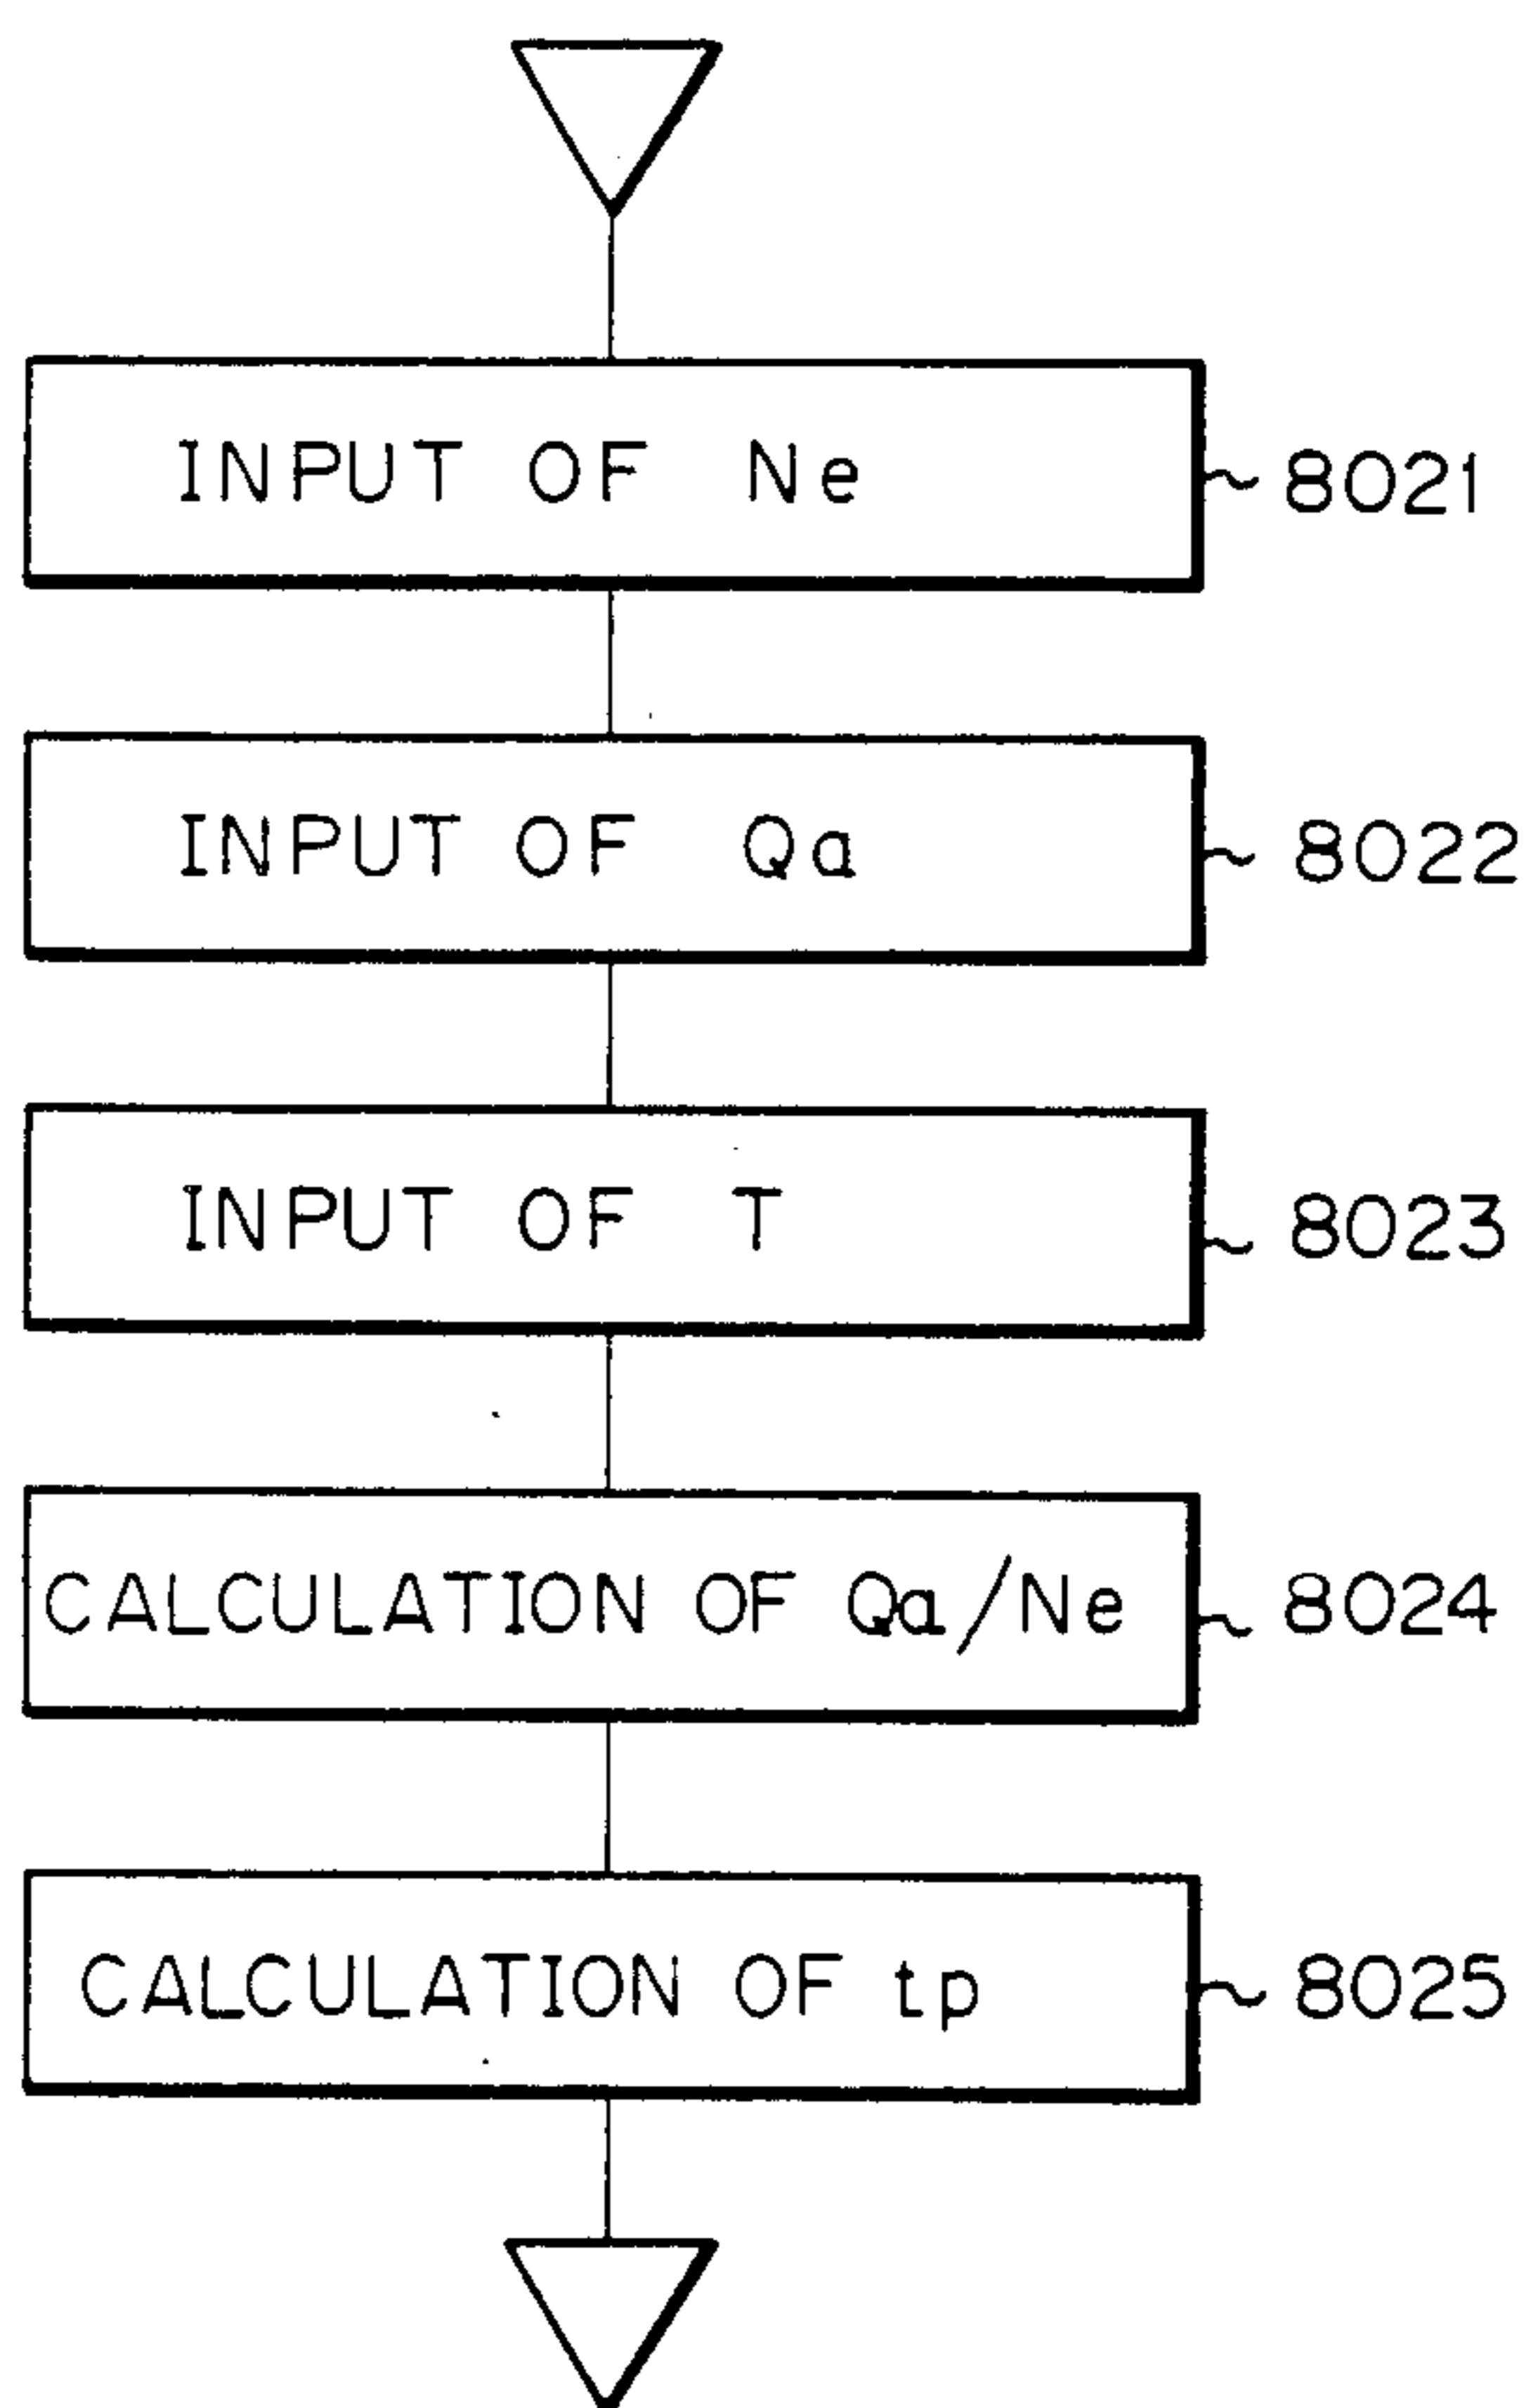 INPUT OF Ne
8021
INPUT OF Qa
8022
INPUT OF T
8023
CALCULATION OF Qa/Ne
8024
CALCULATION OF tp
8025